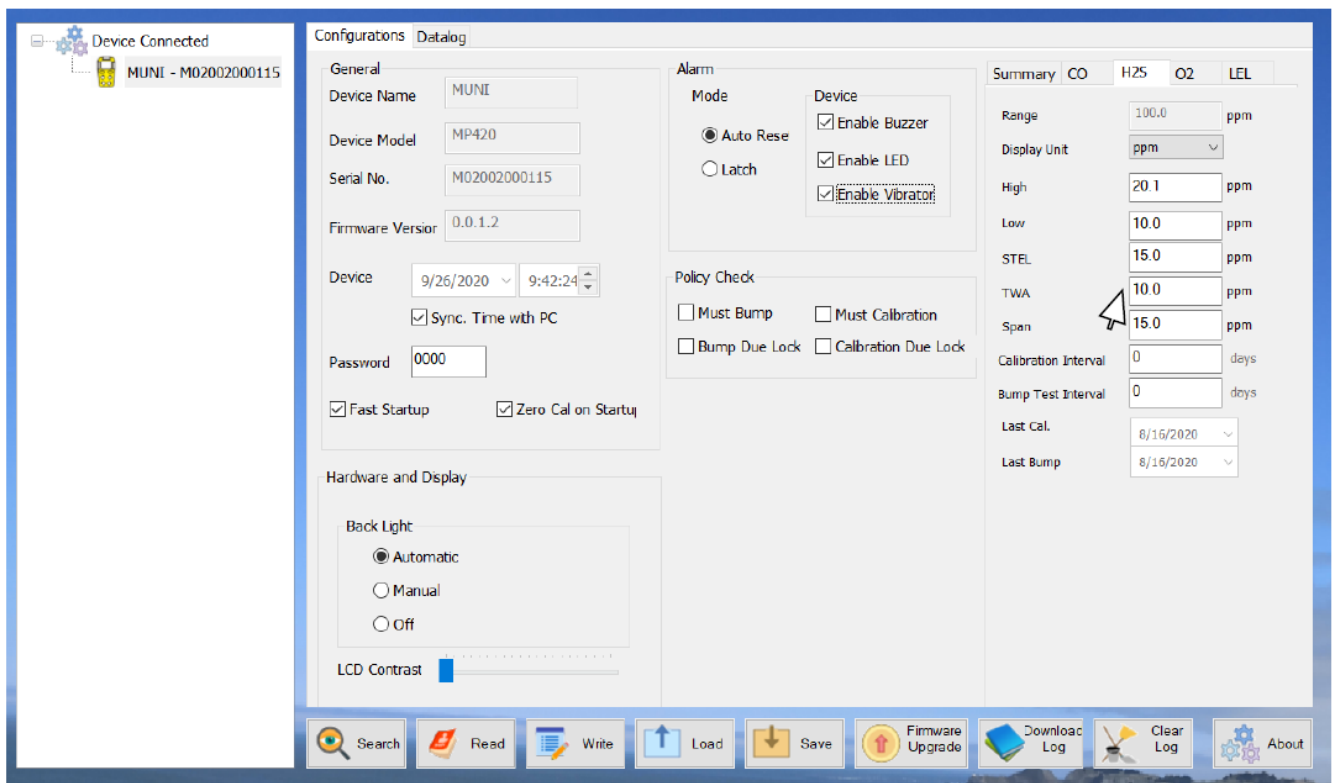 Device Connected
MUNI - M02002000115
Configurations Datalog
General
Device Name MUNI
Device Model MP420
Serial No. M02002000115
Firmware Versior 0.0.1.2
Device 9/26/2020 9:42:24
Sync. Time with PC
Password 0000
Fast Startup Zero Cal on Startu
Hardware and Display
Back Light
Automatic
Manual
Off
LCD Contrast
Alarm
Mode
Auto Rese
Latch
Device
Enable Buzzer
Enable LED
Enable Vibrator
Policy Check
Must Bump Must Calibration
Bump Due Lock Calibration Due Lock
Summary CO H2S O2 LEL
Range 100.0 ppm
Display Unit ppm
High 20.1 ppm
Low 10.0 ppm
STEL 15.0 ppm
TWA 10.0 ppm
Span 15.0 ppm
Calibration Interval 0 days
Bump Test Interval 0 days
Last Cal. 8/16/2020
Last Bump 8/16/2020
Search
Read
Write
Load
Save
Firmware
Upgrade
Downloac
Log
Clear
Log
About